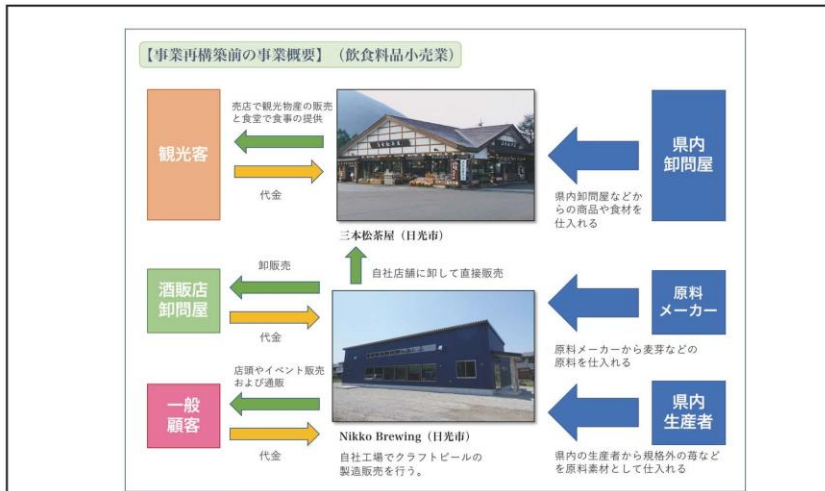 【事業再構築前の事業概要】（飲食料品小売業）
売店で観光物産の販売
と食堂で食事の提供
観光客
代金
県内
卸問屋
県内卸問屋などか
らの商品や食材を
仕入れる
三本松茶屋（日光市）
自社店舗に卸して直接販売
酒販店
卸問屋
卸販売
代金
原料
メーカー
原料メーカーから麦芽などの
原料を仕入れる
一般
顧客
店頭やイベント販売
および通販
代金
Nikko Brewing（日光市）
自社工場でクラフトビールの
製造販売を行う。
県内
生産者
県内の生産者から規格外の苺など
を原料素材として仕入れる